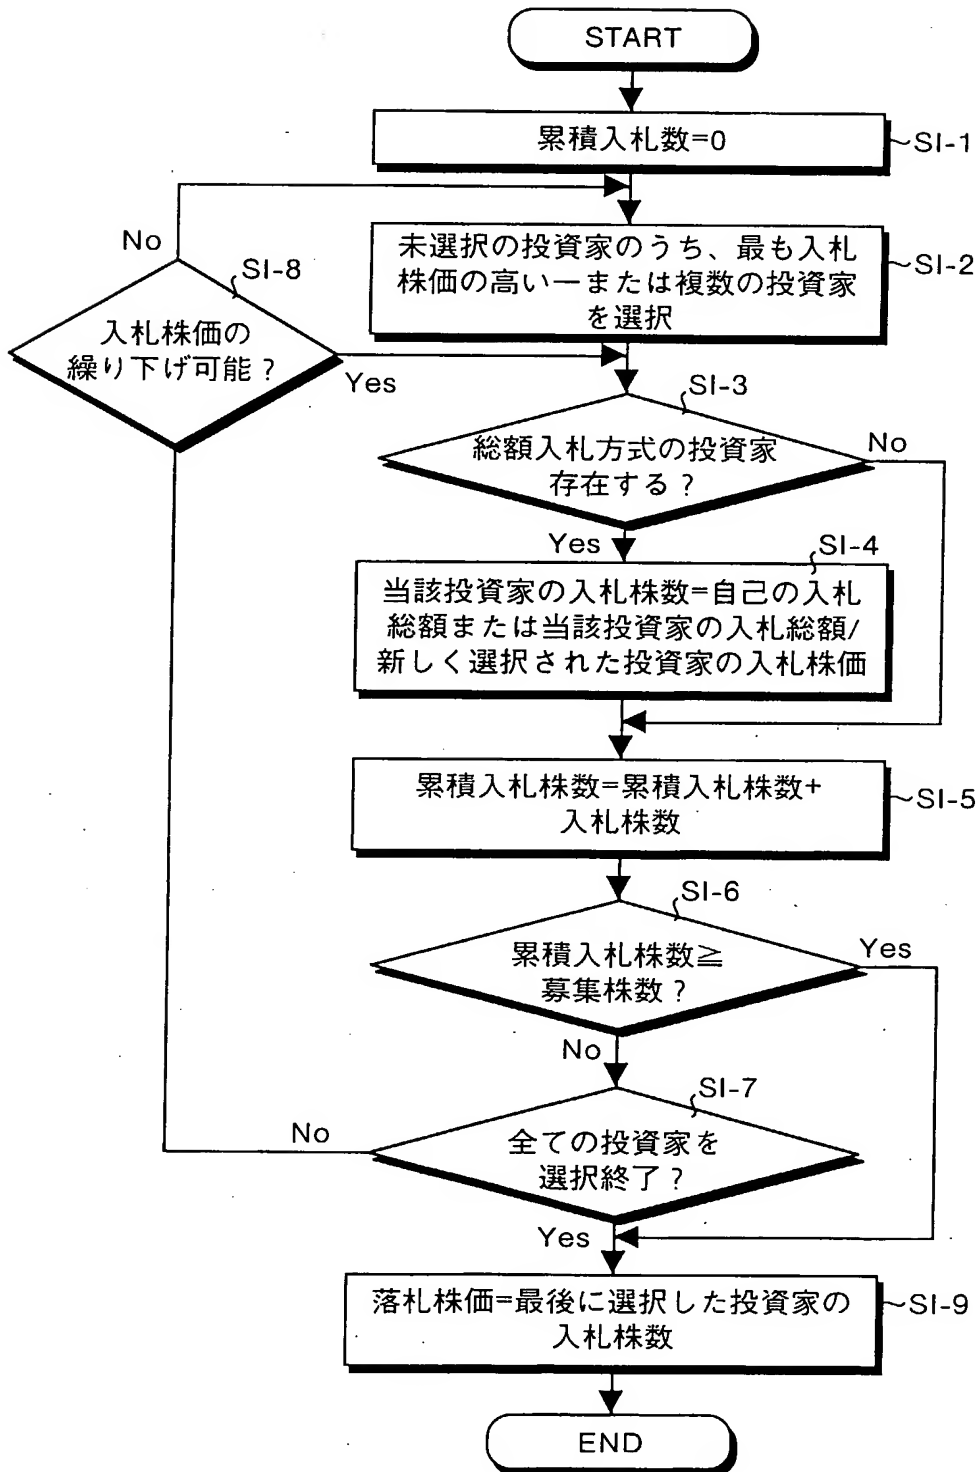 START
累積入札数=0
SI-1
No
SI-8
未選択の投資家のうち、最も入札
株価の高い一または複数の投資家
を選択
SI-2
入札株価の
繰り下げ可能？
Yes
SI-3
総額入札方式の投資家
存在する？
No
Yes
SI-4
当該投資家の入札株数=自己の入札
総額または当該投資家の入札総額/
新しく選択された投資家の入札株価
累積入札株数=累積入札株数+
入札株数
SI-5
SI-6
累積入札株数≧
募集株数？
Yes
No
SI-7
全ての投資家を
選択終了？
No
Yes
落札株価=最後に選択した投資家の
入札株数
SI-9
END